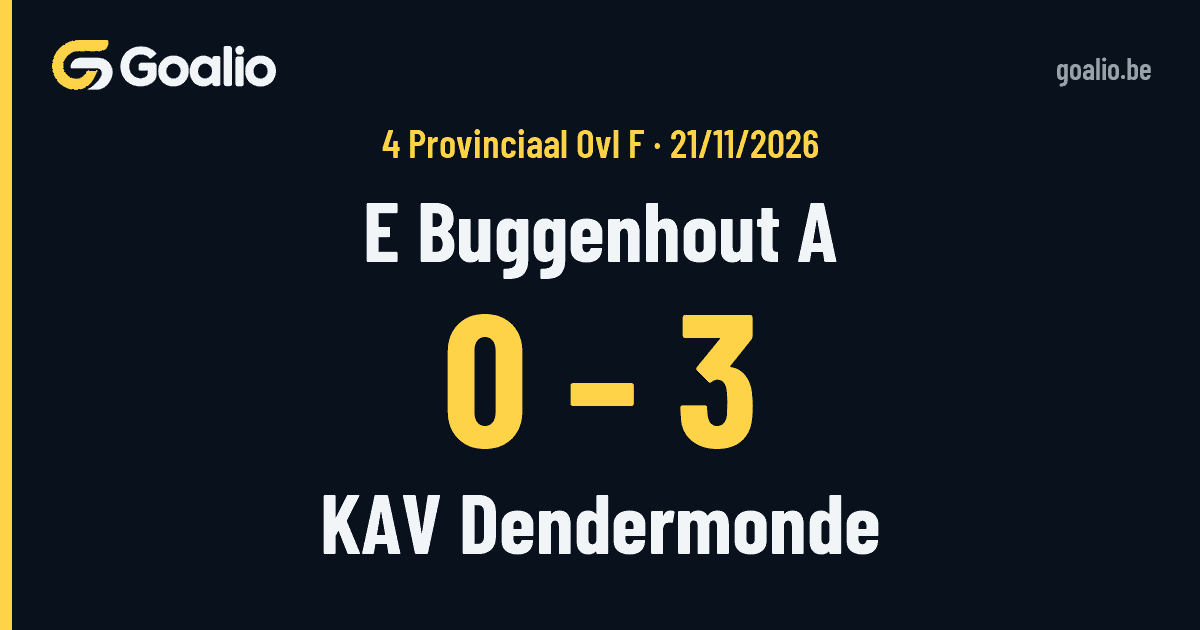 Goalio
goalio.be
4 Provinciaal Ovl F · 21/11/2026
E Buggenhout A
0 – 3
KAV Dendermonde